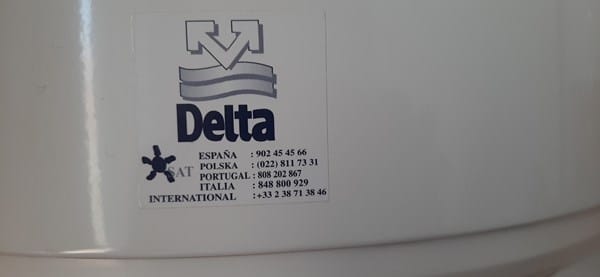 Delta
ESPAÑA : 902 45 45 66
POLSKA : (022) 811 73 31
SAT PORTUGAL : 808 202 867
ITALIA : 848 800 929
INTERNATIONAL : +33 2 38 71 38 46